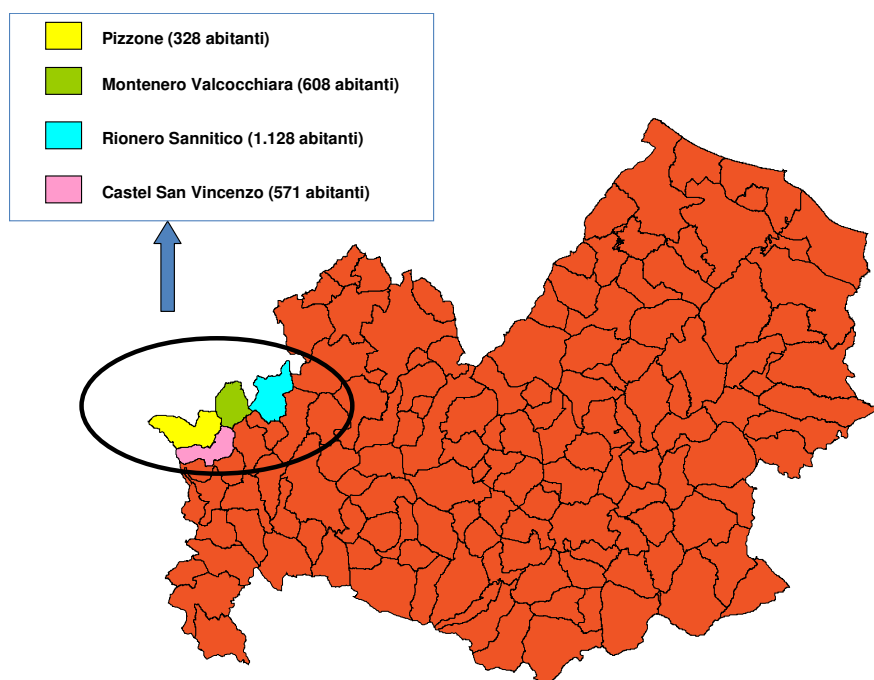 Pizzone (328 abitanti)
Montenero Valcocchiara (608 abitanti)
Rionero Sannitico (1.128 abitanti)
Castel San Vincenzo (571 abitanti)